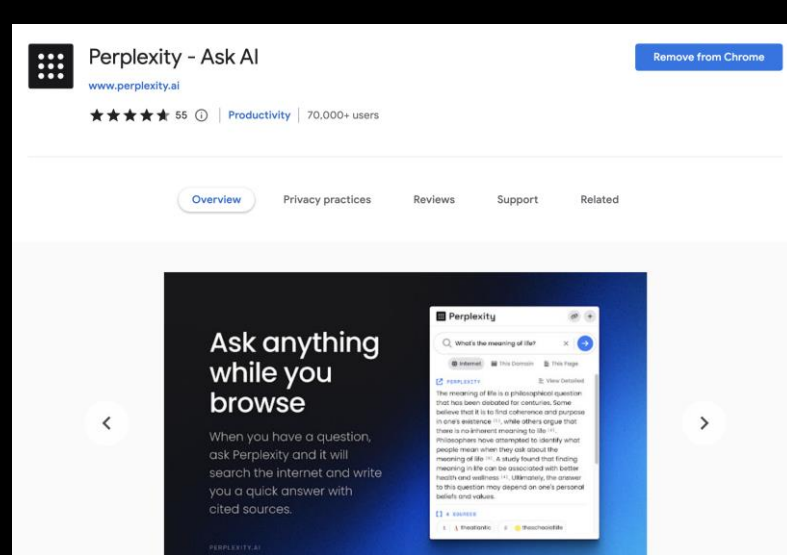 Perplexity - Ask AI
Remove from Chrome
www.perplexity.ai
55 Productivity 70,000+ users
Overview Privacy practices Reviews Support Related
Ask anything
while you
browse
When you have a question,
ask Perplexity and it will
search the internet and write
you a quick answer with
cited sources.
PERPLEXITY.AI
Perplexity
What's the meaning of life?
Internet This Domain This Page
PERPLEXITY View Detailed
The meaning of life is a philosophical question
that has been debated for centuries. Some
believe that it is to find coherence and purpose
in one's existence, while others argue that
there is no inherent meaning to life.
Philosophers have attempted to identify what
people mean when they ask about the
meaning of life. A study found that finding
meaning in life can be associated with better
health and wellness. Ultimately, the answer
to this question may depend on one's personal
beliefs and values.
4 SOURCES
1 theatlantic 2 theschooloflife